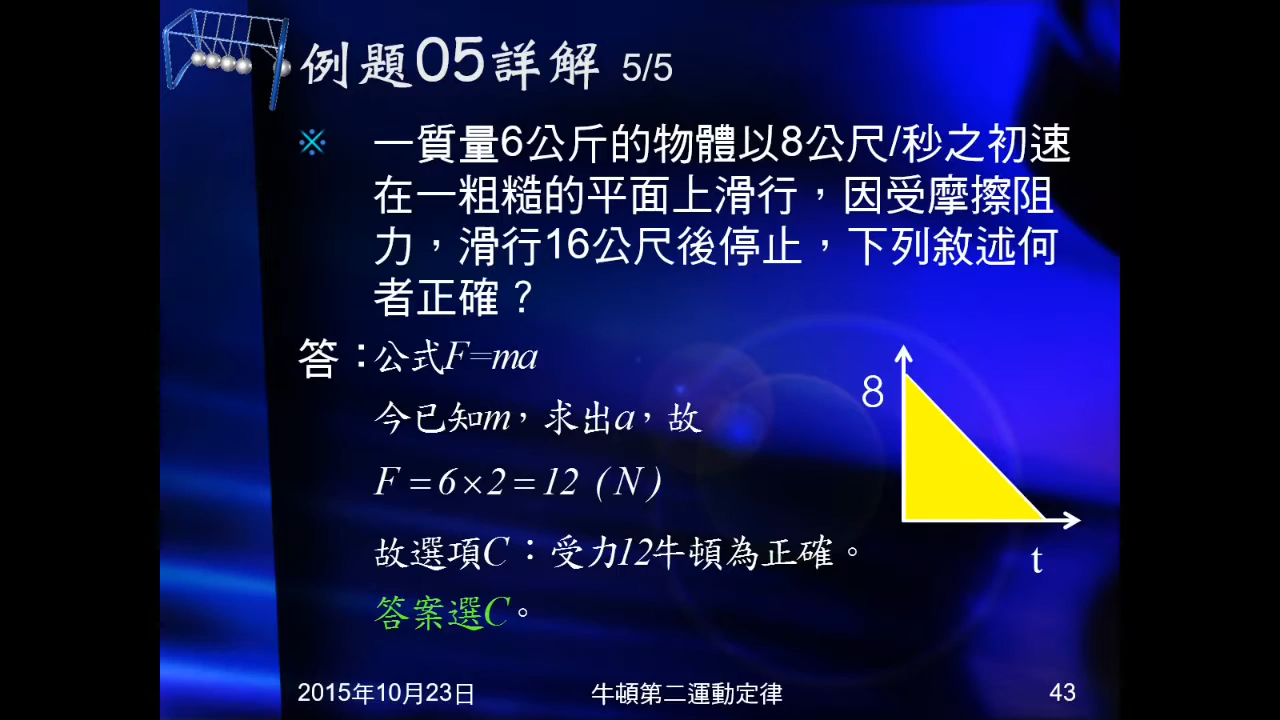 例題05詳解 5/5
※ 一質量6公斤的物體以8公尺/秒之初速
在一粗糙的平面上滑行，因受摩擦阻
力，滑行16公尺後停止，下列敘述何
者正確？
答：公式F=ma
今已知m，求出a，故
F=6×2=12 (N)
故選項C：受力12牛頓為正確。
答案選C。
8
t
2015年10月23日 牛頓第二運動定律 43